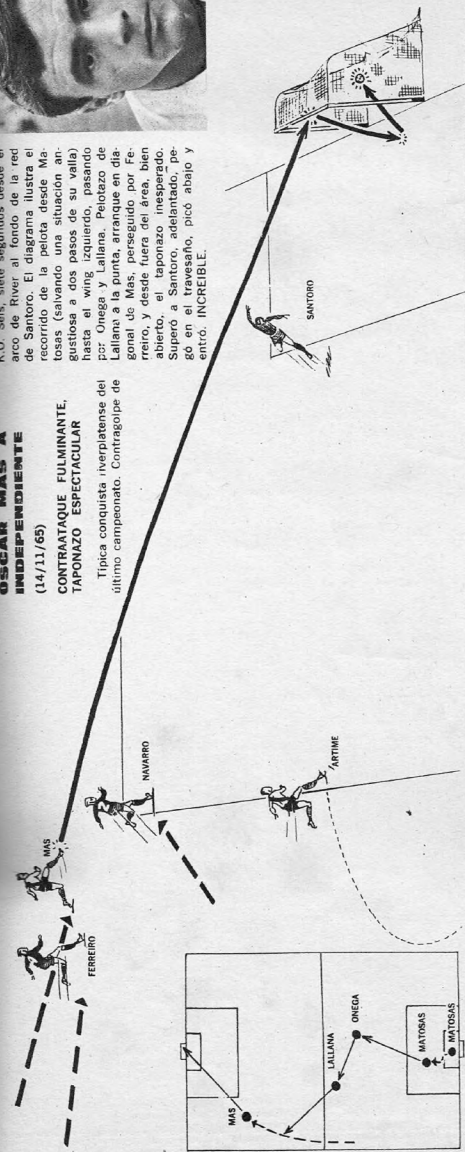 OSCAR MAS A
INDEPENDIENTE
(14/11/65)
CONTRAATAQUE FULMINANTE,
TAPONAZO ESPECTACULAR
Típica conquista riverplatense del
último campeonato. Contragolpe de
K.O. Seis, siete segundos desde el
arco de River al fondo de la red
de Santoro. El diagrama ilustra el
recorrido de la pelota desde Ma-
tosas (salvando una situación an-
gustiosa a dos pasos de su valla)
hasta el wing izquierdo, pasando
por Onega y Lallana. Pelotazo de
Lallana a la punta, arranque en dia-
gonal de Mas, perseguido por Fe-
rreiro, y desde fuera del área, bien
abierto, el taponazo inesperado.
Superó a Santoro, adelantado, pe-
gó en el travesaño, picó abajo y
entró. INCREIBLE.
FERREIRO
MAS
NAVARRO
ARTIME
SANTORO
MAS
LALLANA
ONEGA
MATOSAS
MATOSAS